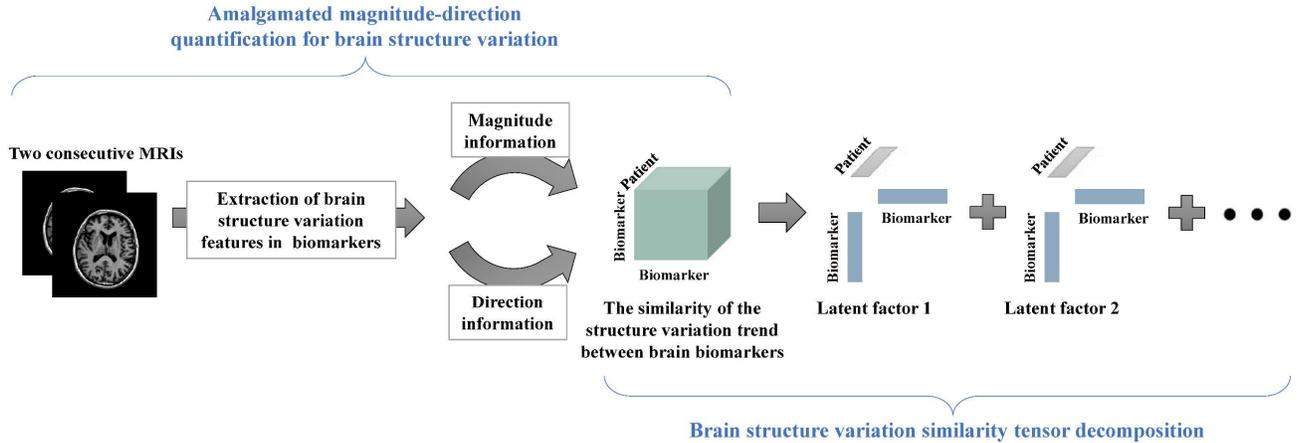 Amalgamated magnitude-direction
quantification for brain structure variation
Two consecutive MRIs
Extraction of brain
structure variation
features in biomarkers
Magnitude
information
Direction
information
Patient
Biomarker
Biomarker
The similarity of the
structure variation trend
between brain biomarkers
Patient
Biomarker
Biomarker
Latent factor 1
Patient
Biomarker
Biomarker
Latent factor 2
Brain structure variation similarity tensor decomposition